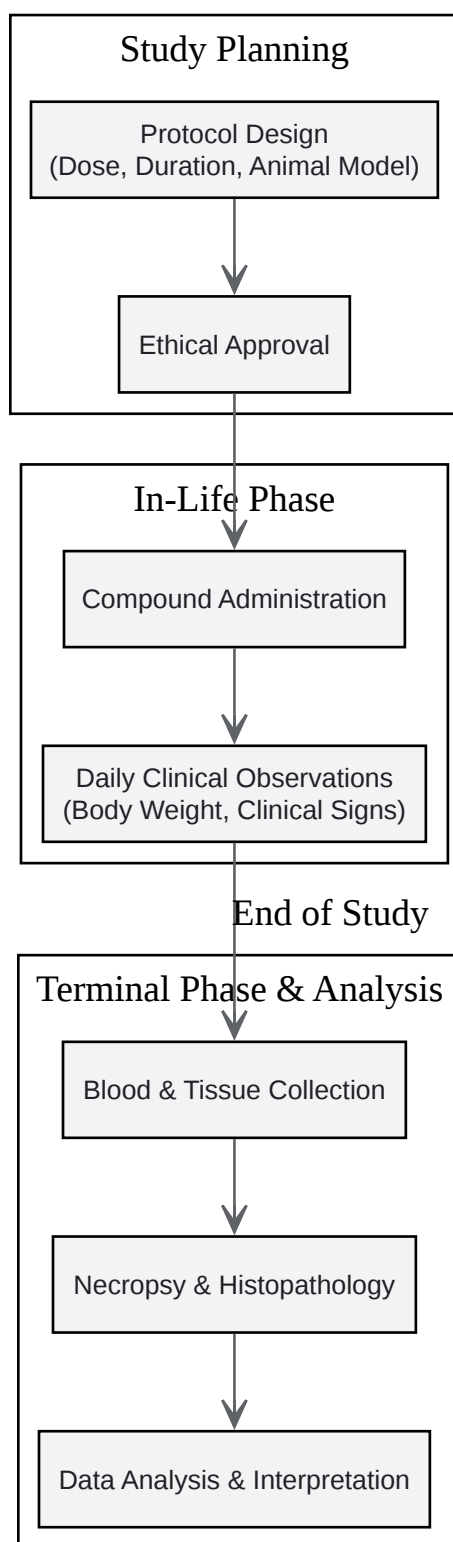 Study Planning
Protocol Design
(Dose, Duration, Animal Model)
Ethical Approval
In-Life Phase
Compound Administration
Daily Clinical Observations
(Body Weight, Clinical Signs)
End of Study
Terminal Phase & Analysis
Blood & Tissue Collection
Necropsy & Histopathology
Data Analysis & Interpretation